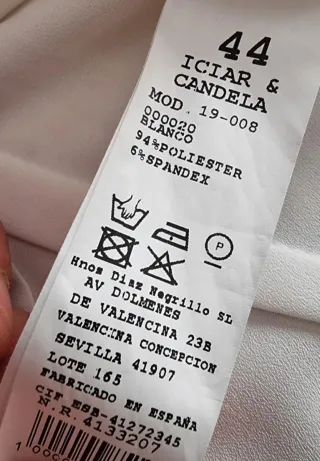 44
ICIAR &
CANDELA
MOD. 19-008
000020
BLANCO
94%POLIESTER
6%SPANDEX
P
Hnos Diaz Negrillo SL
AV DOLMENES
DE VALENCINA 23B
VALENCINA CONCEPCION
SEVILLA 41907
LOTE 165
FABRICADO EN ESPAÑA
CIF ESB-41272345
N.R. 4133207